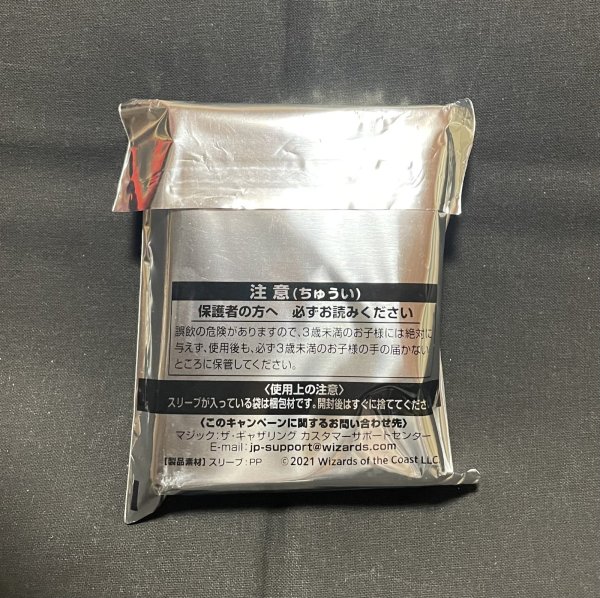 注意(ちゅうい)
保護者の方へ 必ずお読みください
誤飲の危険がありますので、3歳未満のお子様には絶対に
与えず、使用後も、必ず3歳未満のお子様の手の届かない
ところに保管してください。
〈使用上の注意〉
スリーブが入っている袋は梱包材です。開封後はすぐに捨ててくださ
〈このキャンペーンに関するお問い合わせ先〉
マジック:ザ・ギャザリング カスタマーサポートセンター
E-mail:jp-support@wizards.com
【製品素材】スリーブ:PP ©2021 Wizards of the Coast LLC